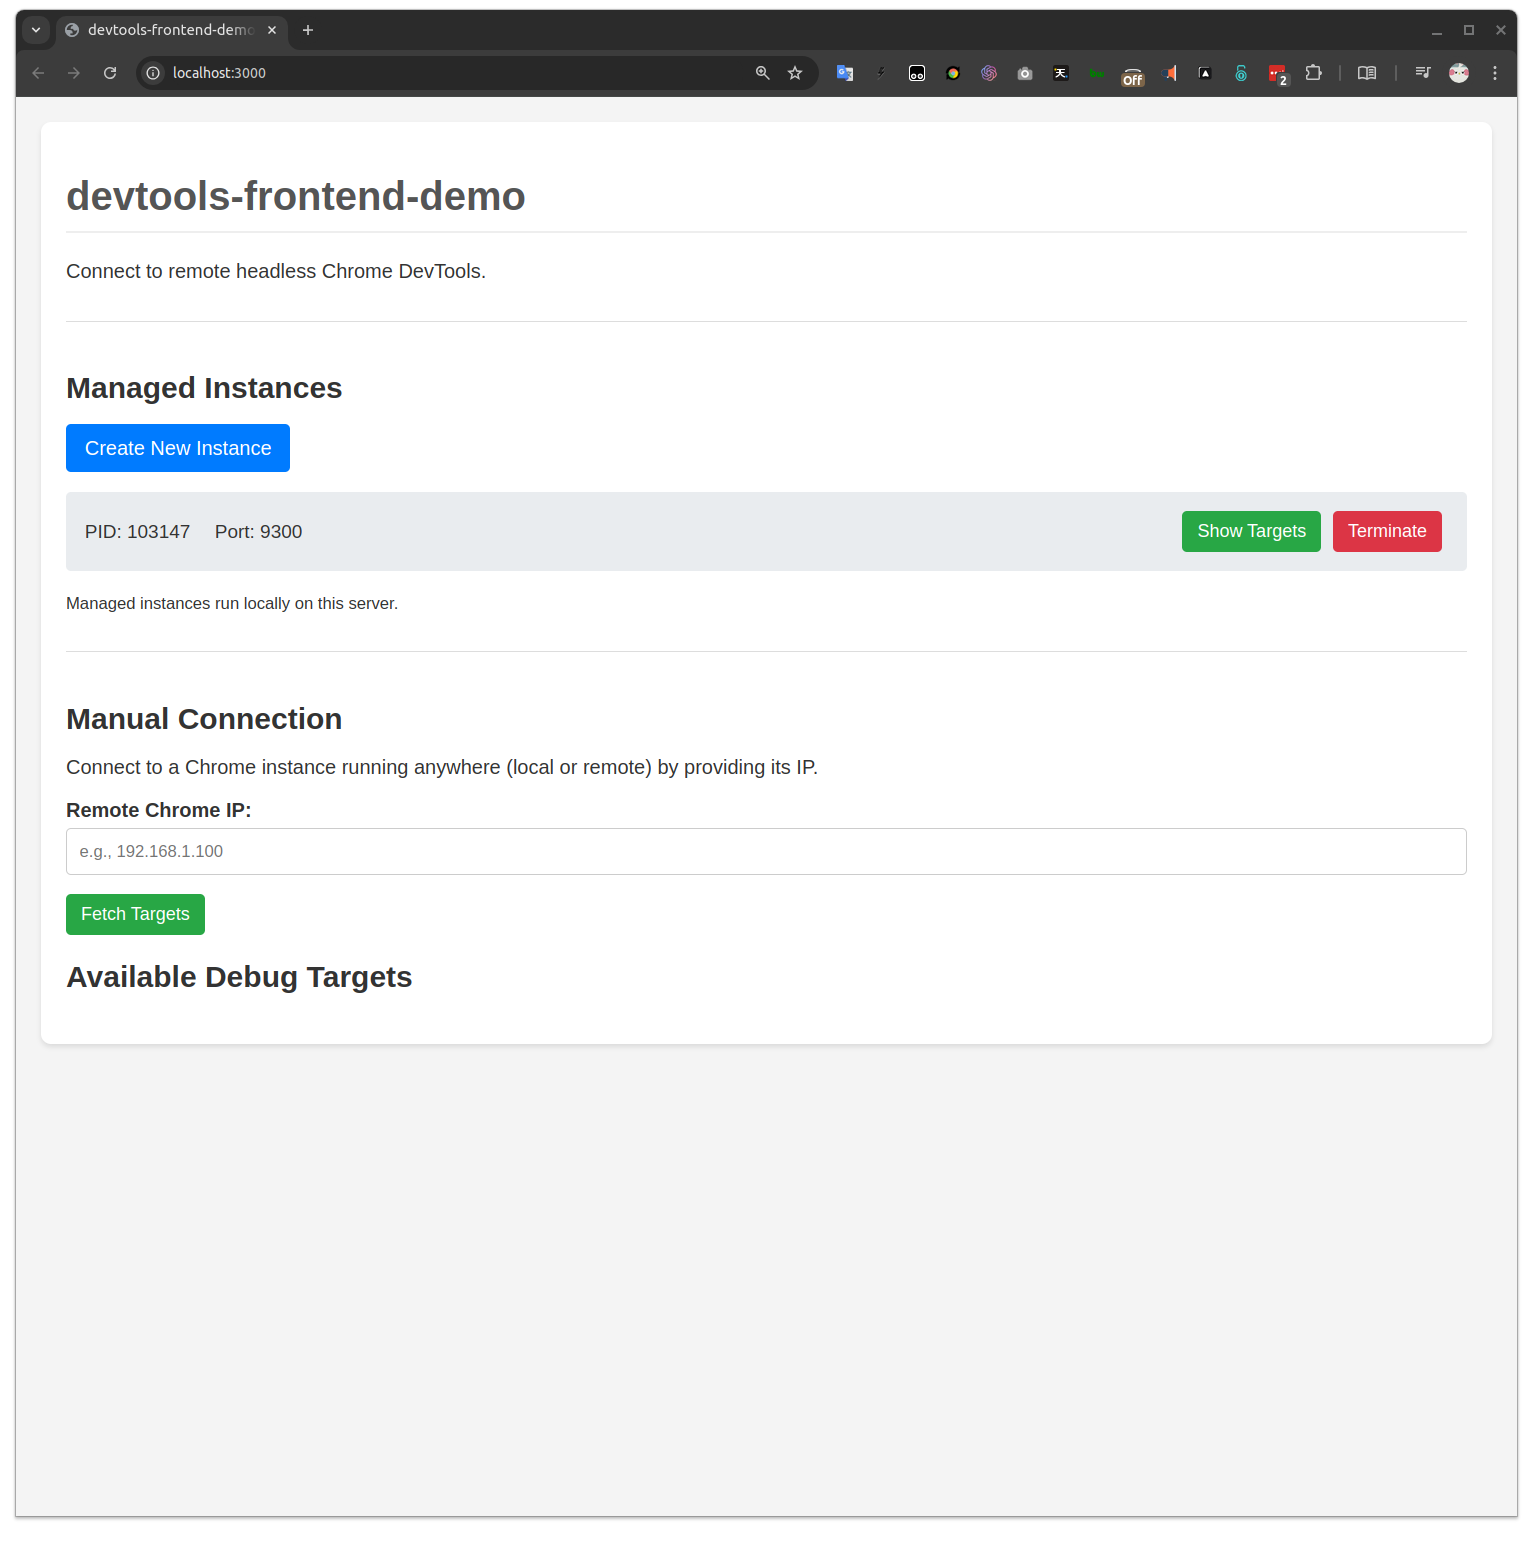 devtools-frontend-demo
localhost:3000
Off
2
devtools-frontend-demo
Connect to remote headless Chrome DevTools.
Managed Instances
Create New Instance
PID: 103147 Port: 9300
Show Targets
Terminate
Managed instances run locally on this server.
Manual Connection
Connect to a Chrome instance running anywhere (local or remote) by providing its IP.
Remote Chrome IP:
e.g., 192.168.1.100
Fetch Targets
Available Debug Targets